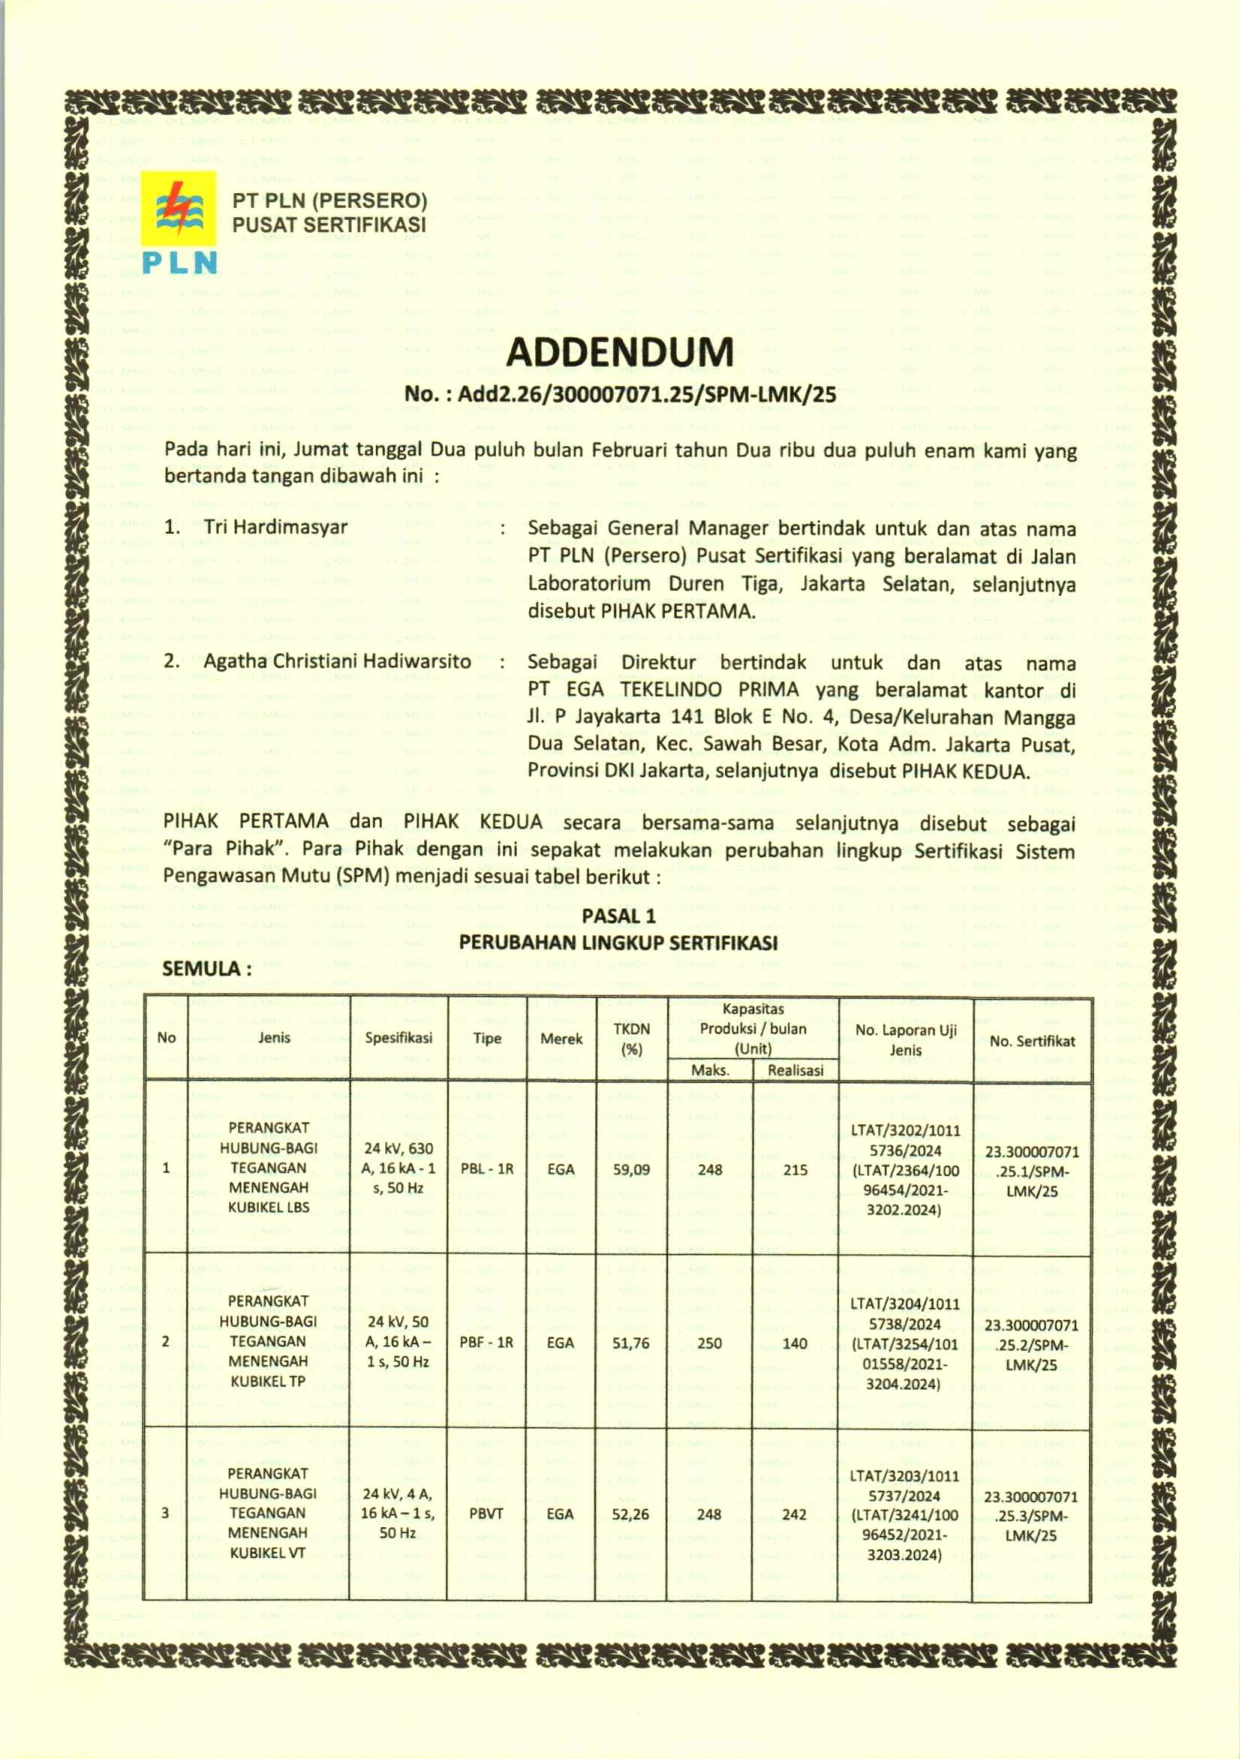 PT PLN (PERSERO)
PUSAT SERTIFIKASI
PLN
ADDENDUM
No. : Add2.26/300007071.25/SPM-LMK/25
Pada hari ini, Jumat tanggal Dua puluh bulan Februari tahun Dua ribu dua puluh enam kami yang
bertanda tangan dibawah ini :
1. Tri Hardimasyar : Sebagai General Manager bertindak untuk dan atas nama
PT PLN (Persero) Pusat Sertifikasi yang beralamat di Jalan
Laboratorium Duren Tiga, Jakarta Selatan, selanjutnya
disebut PIHAK PERTAMA.
2. Agatha Christiani Hadiwarsito : Sebagai Direktur bertindak untuk dan atas nama
PT EGA TEKELINDO PRIMA yang beralamat kantor di
Jl. P Jayakarta 141 Blok E No. 4, Desa/Kelurahan Mangga
Dua Selatan, Kec. Sawah Besar, Kota Adm. Jakarta Pusat,
Provinsi DKI Jakarta, selanjutnya disebut PIHAK KEDUA.
PIHAK PERTAMA dan PIHAK KEDUA secara bersama-sama selanjutnya disebut sebagai
“Para Pihak”. Para Pihak dengan ini sepakat melakukan perubahan lingkup Sertifikasi Sistem
Pengawasan Mutu (SPM) menjadi sesuai tabel berikut :
PASAL 1
PERUBAHAN LINGKUP SERTIFIKASI
SEMULA :
No
Jenis
Spesifikasi
Tipe
Merek
TKDN
(%)
Kapasitas
Produksi / bulan
(Unit)
Maks.
Realisasi
No. Laporan Uji
Jenis
No. Sertifikat
1
PERANGKAT
HUBUNG-BAGI
TEGANGAN
MENENGAH
KUBIKEL LBS
24 kV, 630
A, 16 kA - 1
s, 50 Hz
PBL - 1R
EGA
59,09
248
215
LTAT/3202/1011
5736/2024
(LTAT/2364/100
96454/2021-
3202.2024)
23.300007071
.25.1/SPM-
LMK/25
2
PERANGKAT
HUBUNG-BAGI
TEGANGAN
MENENGAH
KUBIKEL TP
24 kV, 50
A, 16 kA –
1 s, 50 Hz
PBF - 1R
EGA
51,76
250
140
LTAT/3204/1011
5738/2024
(LTAT/3254/101
01558/2021-
3204.2024)
23.300007071
.25.2/SPM-
LMK/25
3
PERANGKAT
HUBUNG-BAGI
TEGANGAN
MENENGAH
KUBIKEL VT
24 kV, 4 A,
16 kA – 1 s,
50 Hz
PBVT
EGA
52,26
248
242
LTAT/3203/1011
5737/2024
(LTAT/3241/100
96452/2021-
3203.2024)
23.300007071
.25.3/SPM-
LMK/25